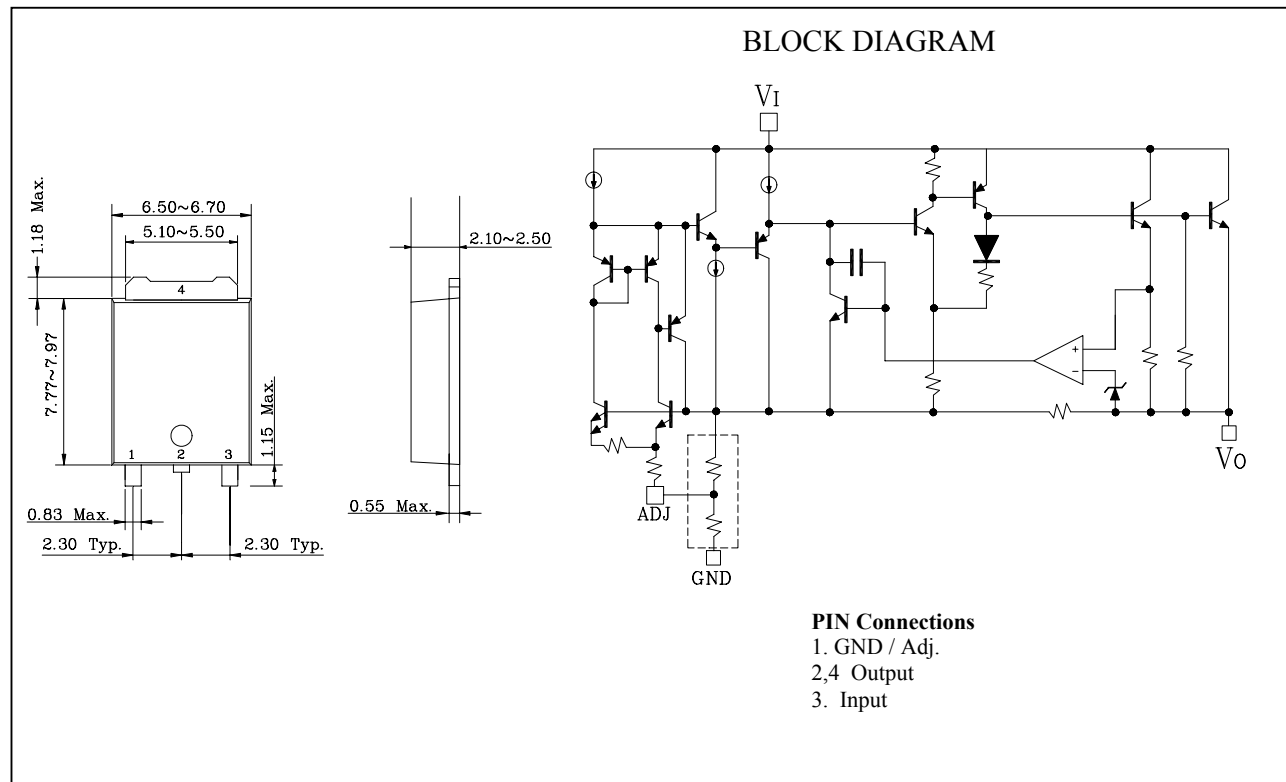 BLOCK DIAGRAM
1.18 Max.
6.50~6.70
5.10~5.50
4
7.77~7.97
1 2 3
1.15 Max.
0.83 Max.
2.30 Typ. 2.30 Typ.
2.10~2.50
0.55 Max.
VI
+
−
ADJ
GND
VO
PIN Connections
1. GND / Adj.
2,4 Output
3. Input